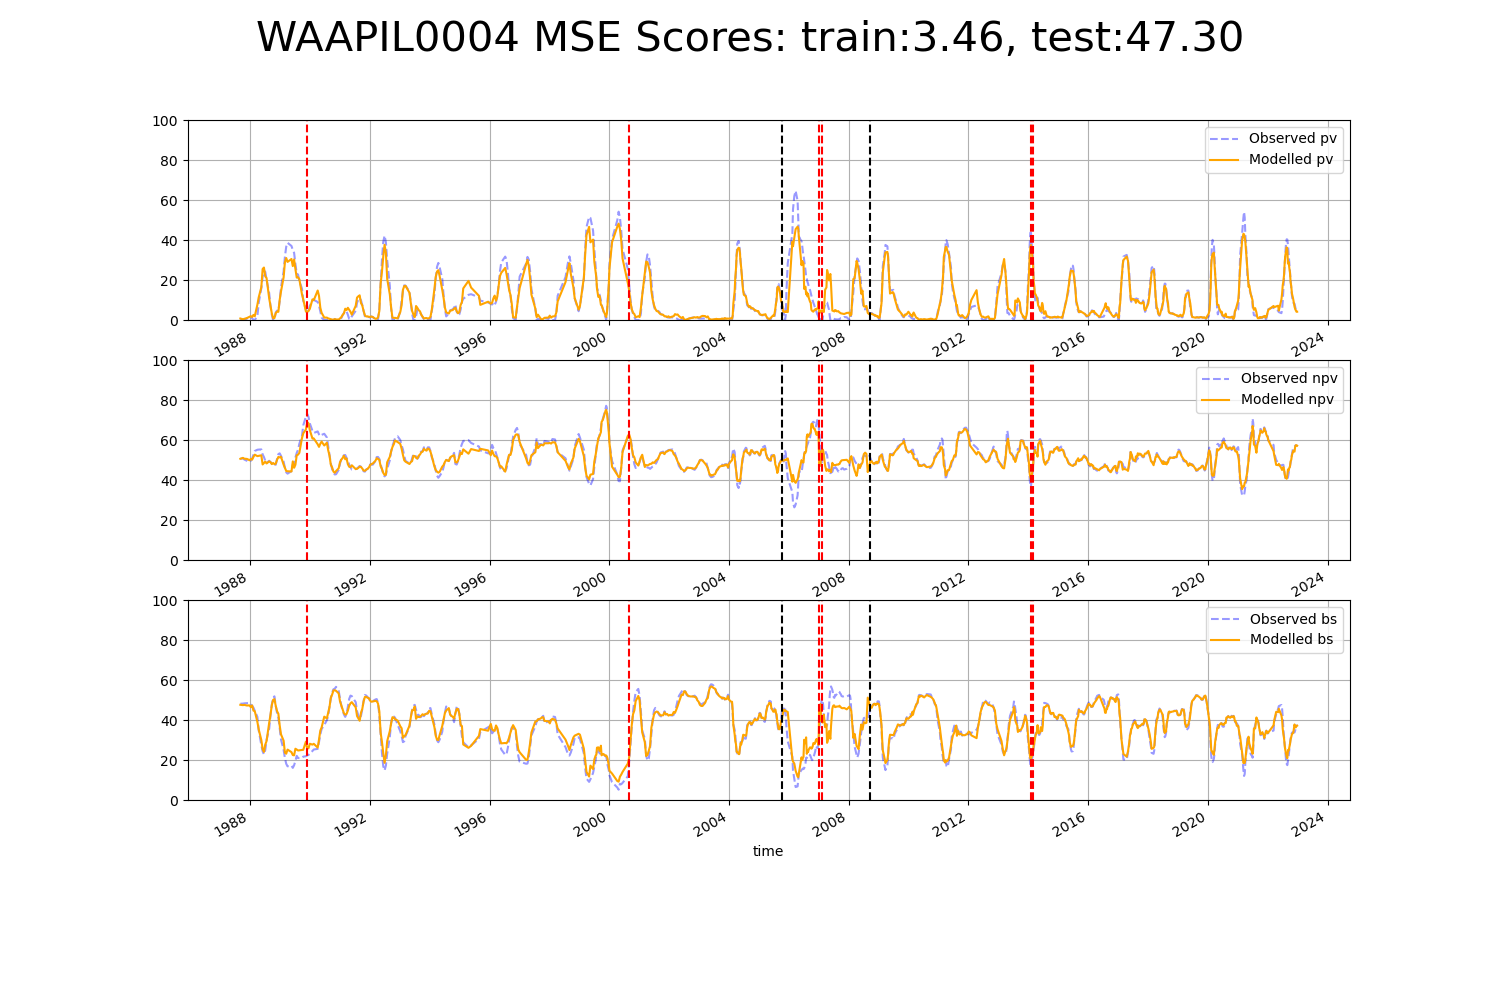 WAAPIL0004 MSE Scores: train:3.46, test:47.30
100
80
60
40
20
0
Observed pv
Modelled pv
1988 1992 1996 2000 2004 2008 2012 2016 2020 2024
100
80
60
40
20
0
Observed npv
Modelled npv
1988 1992 1996 2000 2004 2008 2012 2016 2020 2024
100
80
60
40
20
0
Observed bs
Modelled bs
1988 1992 1996 2000 2004 2008 2012 2016 2020 2024
time